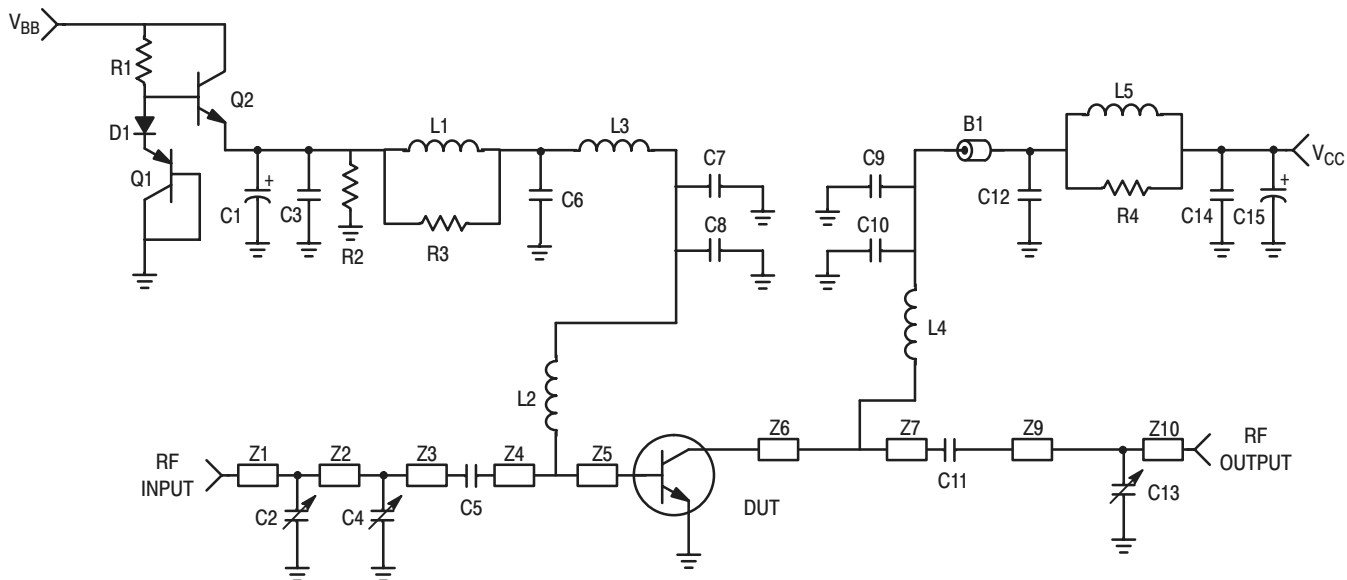 VBB
R1
Q2
D1
Q1
C1
+
C3
R2
L1
R3
C6
L3
C7
C8
C9
C10
B1
C12
L5
R4
C14
C15
+
VCC
L4
L2
RF
INPUT
Z1
Z2
Z3
Z4
Z5
C2
C4
C5
DUT
Z6
Z7
C11
Z9
Z10
C13
RF
OUTPUT